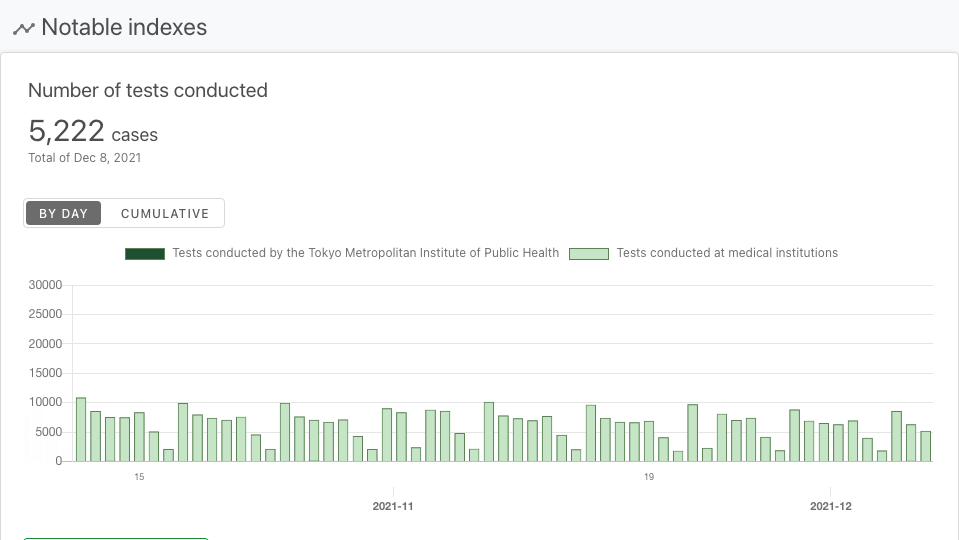 Notable indexes
Number of tests conducted
5,222 cases
Total of Dec 8, 2021
BY DAY CUMULATIVE
Tests conducted by the Tokyo Metropolitan Institute of Public Health Tests conducted at medical institutions
30000
25000
20000
15000
10000
5000
0
15 19
2021-11 2021-12